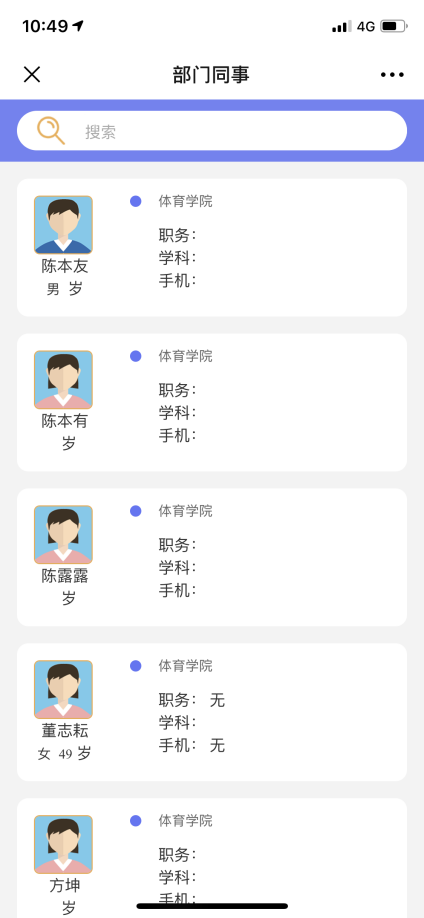 10:49
4G
部门同事
搜索
体育学院
职务：
学科：
手机：
陈本友
男 岁
体育学院
职务：
学科：
手机：
陈本有
岁
体育学院
职务：
学科：
手机：
陈露露
岁
体育学院
职务： 无
学科：
手机： 无
董志耘
女 49 岁
体育学院
职务：
学科：
手机：
方坤
岁